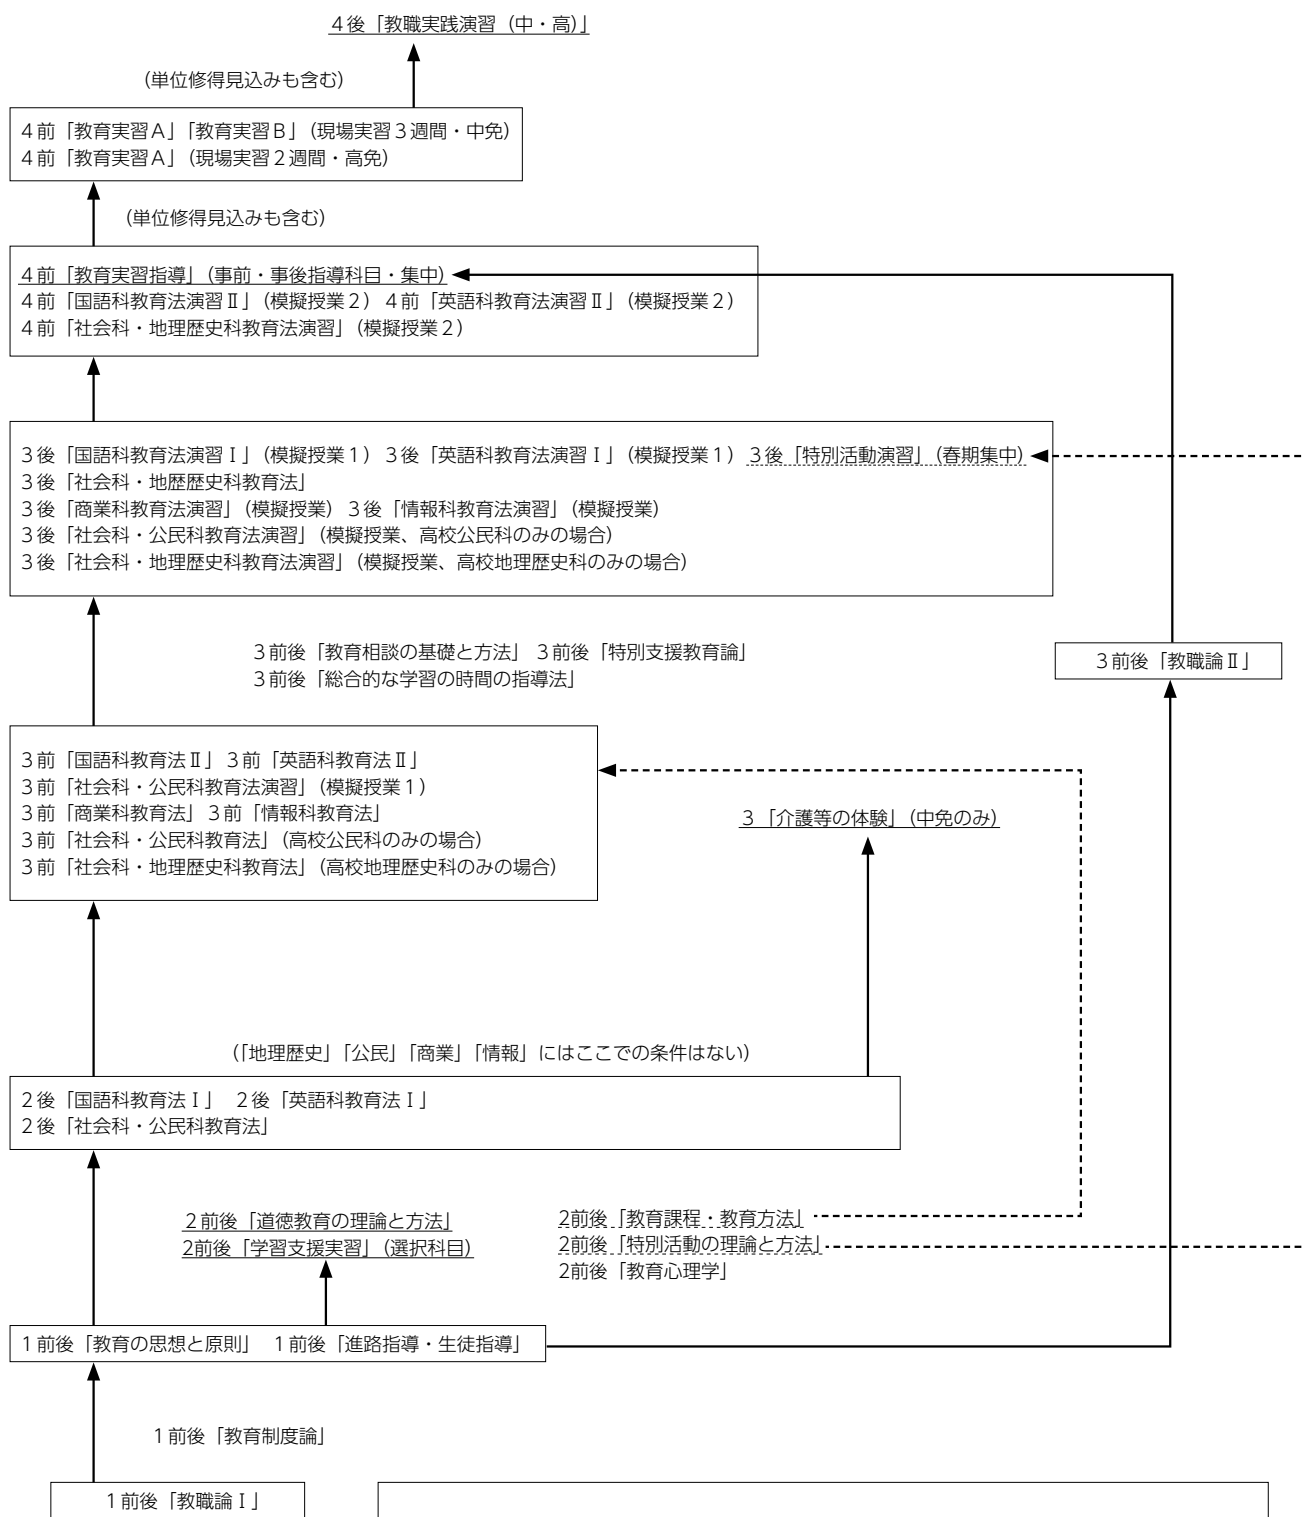 4後「教職実践演習（中・高）」
（単位修得見込みも含む）
4前「教育実習A」「教育実習B」（現場実習3週間・中免）
4前「教育実習A」（現場実習2週間・高免）
（単位修得見込みも含む）
4前「教育実習指導」（事前・事後指導科目・集中）
4前「国語科教育法演習Ⅱ」（模擬授業2） 4前「英語科教育法演習Ⅱ」（模擬授業2）
4前「社会科・地理歴史科教育法演習」（模擬授業2）
3後「国語科教育法演習Ⅰ」（模擬授業1） 3後「英語科教育法演習Ⅰ」（模擬授業1） 3後「特別活動演習」（春期集中）
3後「社会科・地歴歴史科教育法」
3後「商業科教育法演習」（模擬授業） 3後「情報科教育法演習」（模擬授業）
3後「社会科・公民科教育法演習」（模擬授業、高校公民科のみの場合）
3後「社会科・地理歴史科教育法演習」（模擬授業、高校地理歴史科のみの場合）
3前後「教育相談の基礎と方法」 3前後「特別支援教育論」
3前後「総合的な学習の時間の指導法」
3前後「教職論Ⅱ」
3前「国語科教育法Ⅱ」 3前「英語科教育法Ⅱ」
3前「社会科・公民科教育法演習」（模擬授業1）
3前「商業科教育法」 3前「情報科教育法」
3前「社会科・公民科教育法」（高校公民科のみの場合）
3前「社会科・地理歴史科教育法」（高校地理歴史科のみの場合）
3「介護等の体験」（中免のみ）
（「地理歴史」「公民」「商業」「情報」にはここでの条件はない）
2後「国語科教育法Ⅰ」 2後「英語科教育法Ⅰ」
2後「社会科・公民科教育法」
2前後「道徳教育の理論と方法」
2前後「学習支援実習」（選択科目）
2前後「教育課程・教育方法」
2前後「特別活動の理論と方法」
2前後「教育心理学」
1前後「教育の思想と原則」 1前後「進路指導・生徒指導」
1前後「教育制度論」
1前後「教職論Ⅰ」